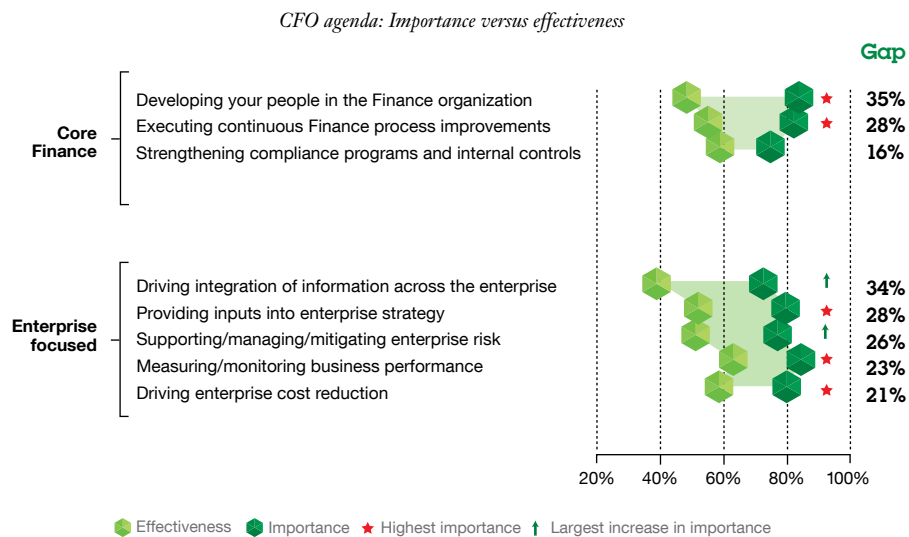 CFO agenda: Importance versus effectiveness
Gap
Core
Finance
Developing your people in the Finance organization
35%
Executing continuous Finance process improvements
28%
Strengthening compliance programs and internal controls
16%
Enterprise
focused
Driving integration of information across the enterprise
34%
Providing inputs into enterprise strategy
28%
Supporting/managing/mitigating enterprise risk
26%
Measuring/monitoring business performance
23%
Driving enterprise cost reduction
21%
20% 40% 60% 80% 100%
Effectiveness Importance Highest importance Largest increase in importance